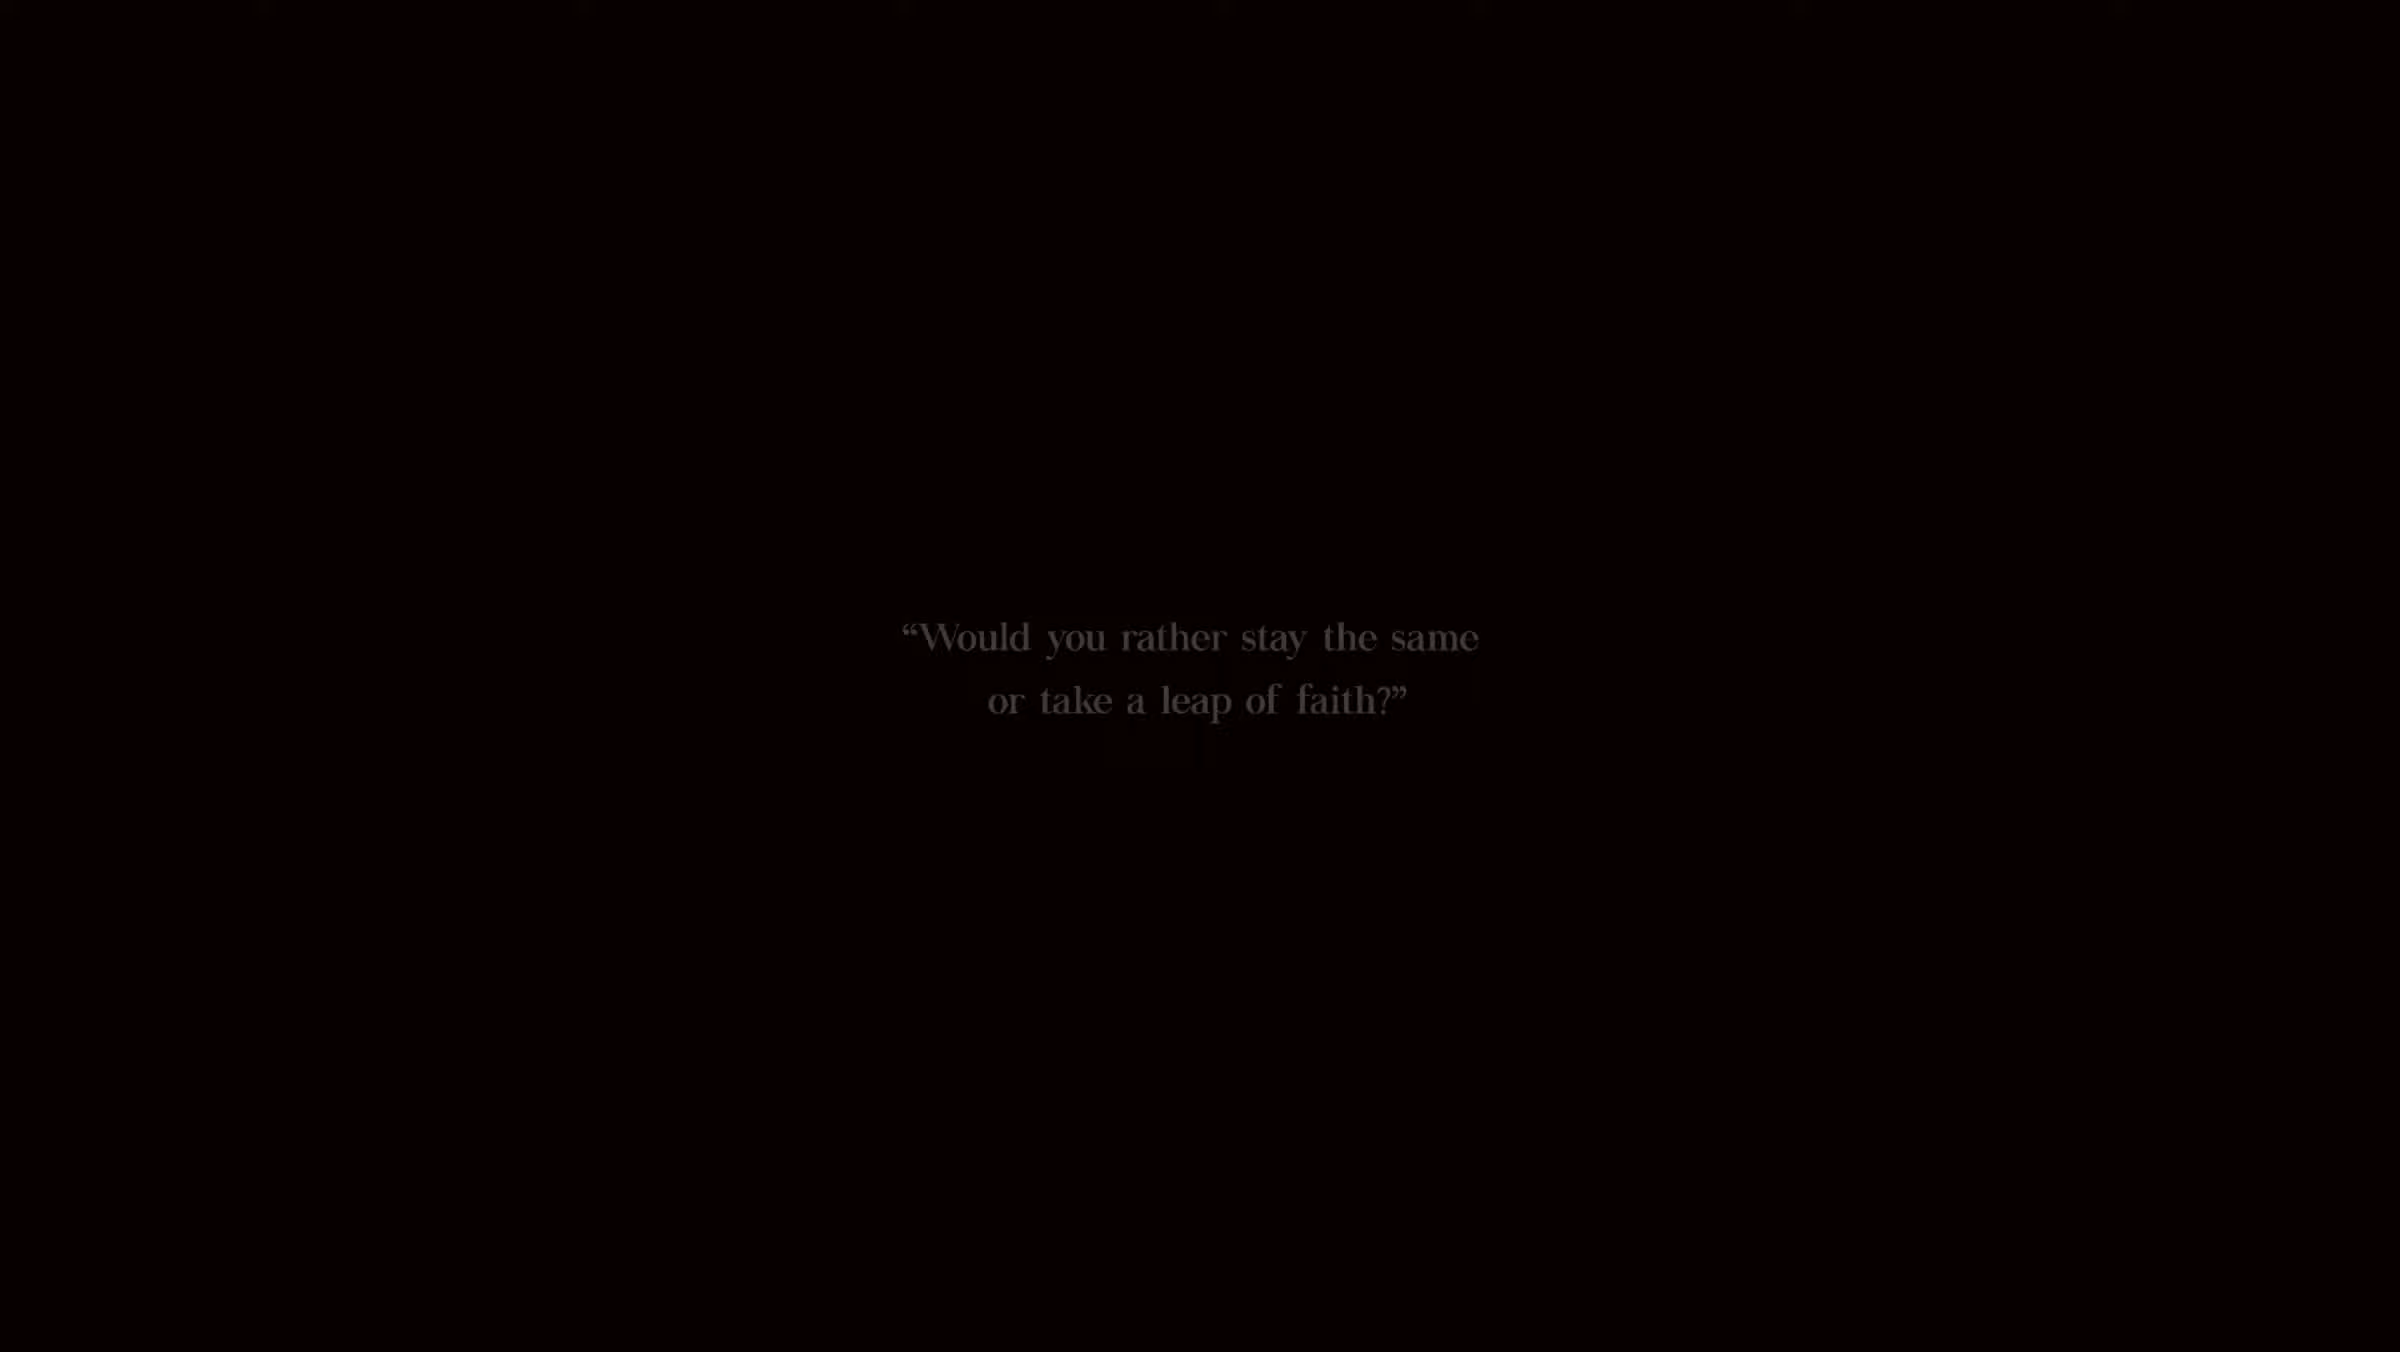 “Would you rather stay the same
or take a leap of faith?”